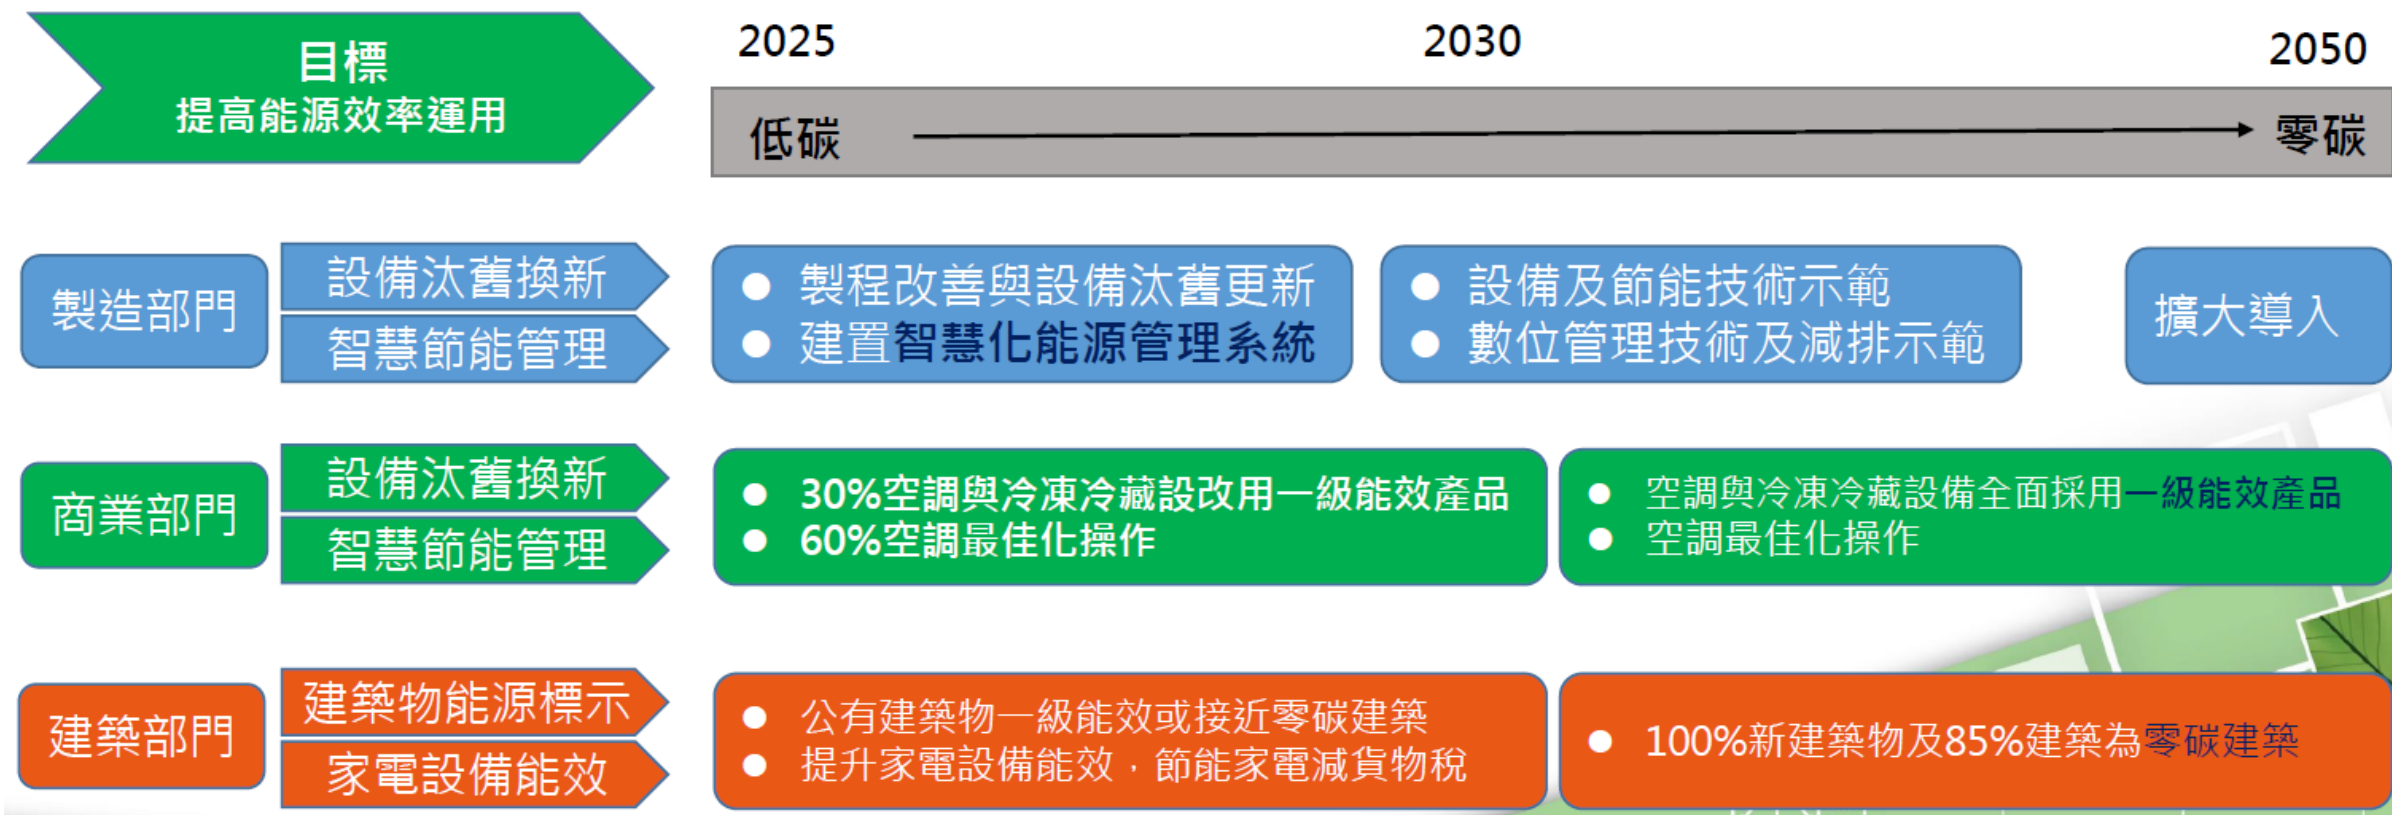 目標
提高能源效率運用
2025
2030
2050
低碳
零碳
製造部門
設備汰舊換新
智慧節能管理
製程改善與設備汰舊更新
建置智慧化能源管理系統
設備及節能技術示範
數位管理技術及減排示範
擴大導入
商業部門
設備汰舊換新
智慧節能管理
30%空調與冷凍冷藏設改用一級能效產品
60%空調最佳化操作
空調與冷凍冷藏設備全面採用一級能效產品
空調最佳化操作
建築部門
建築物能源標示
家電設備能效
公有建築物一級能效或接近零碳建築
提升家電設備能效，節能家電減貨物稅
100%新建築物及85%建築為零碳建築